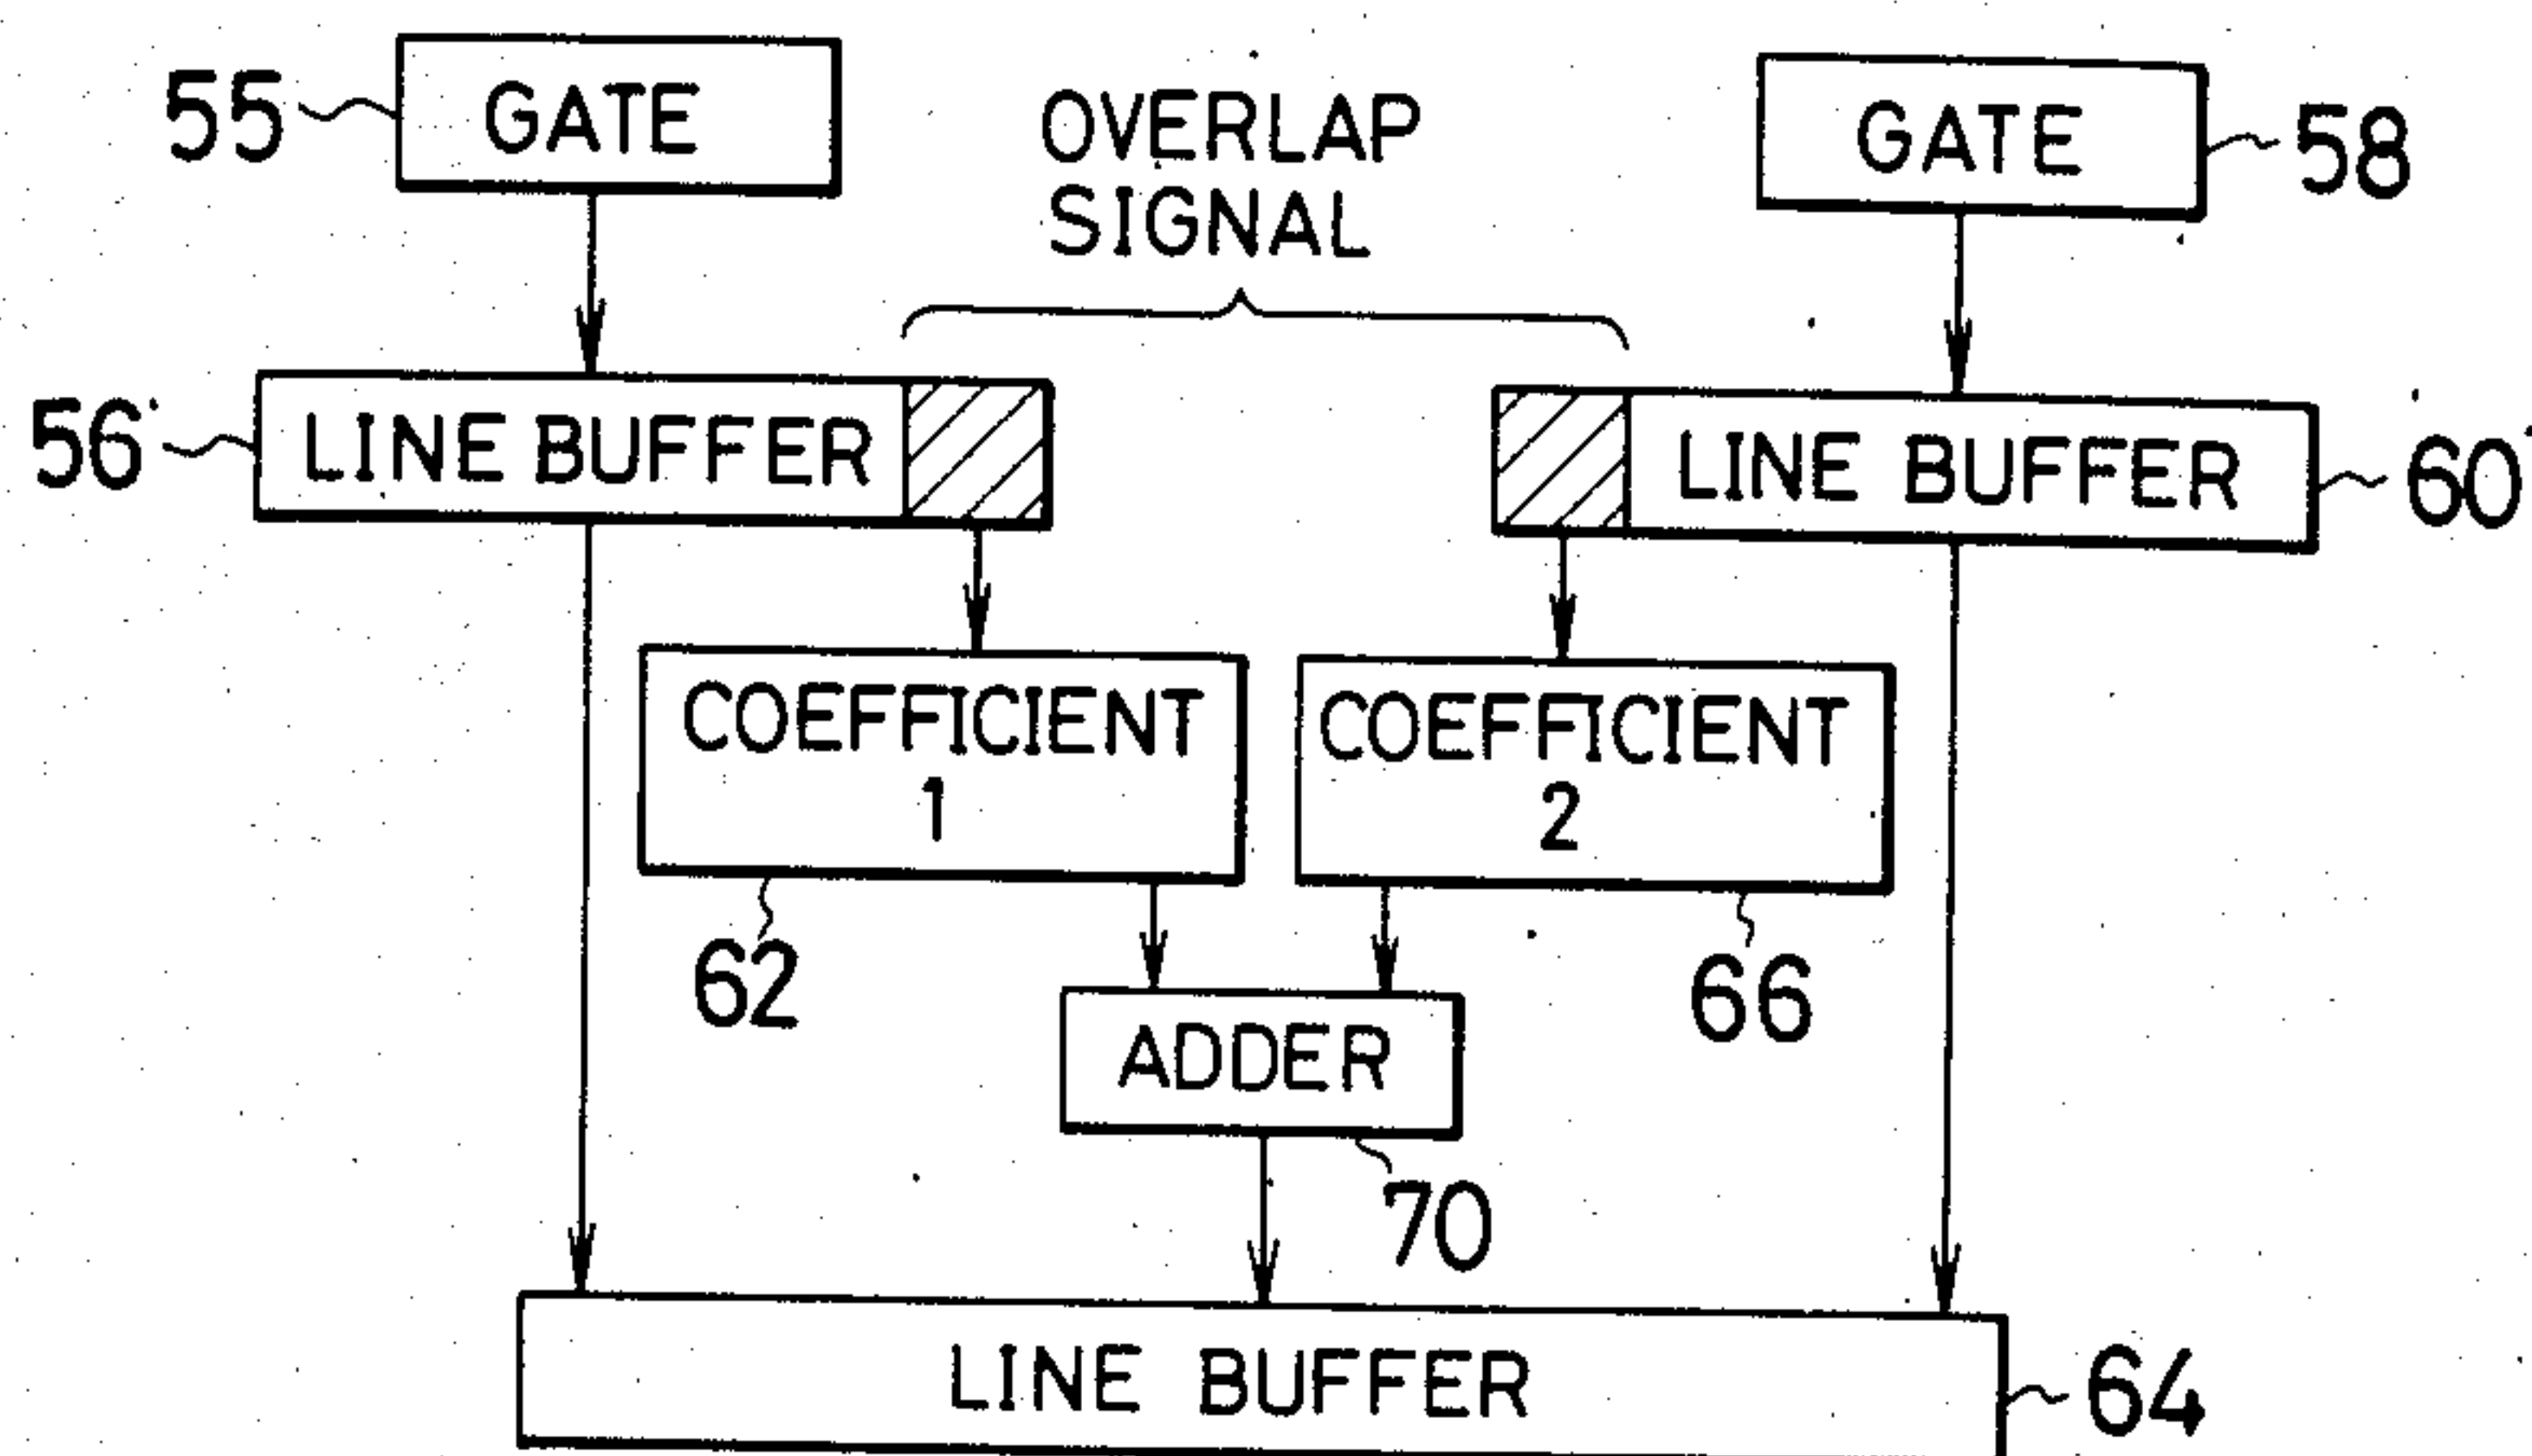 55
GATE
OVERLAP
SIGNAL
GATE
58
56
LINE BUFFER
LINE BUFFER
60
COEFFICIENT
1
COEFFICIENT
2
62
66
ADDER
70
LINE BUFFER
64